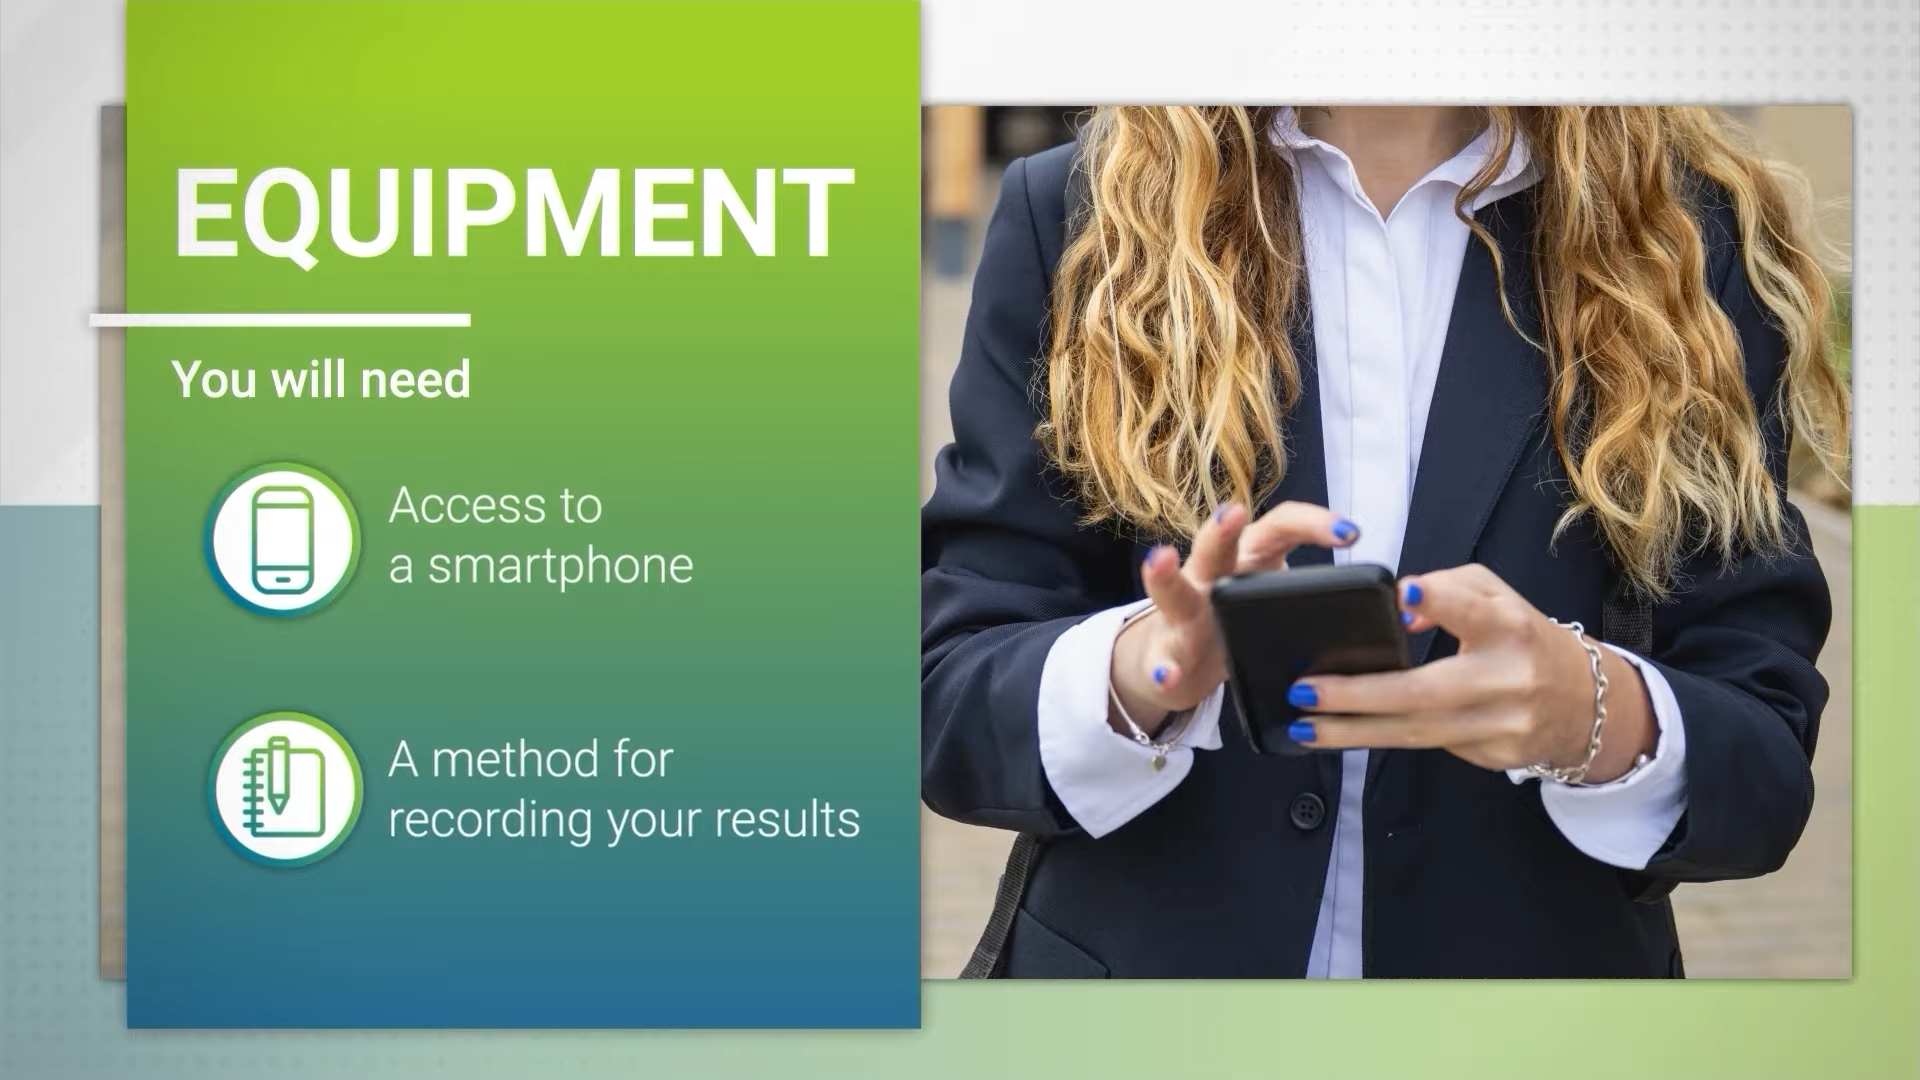 EQUIPMENT
You will need
Access to
a smartphone
A method for
recording your results